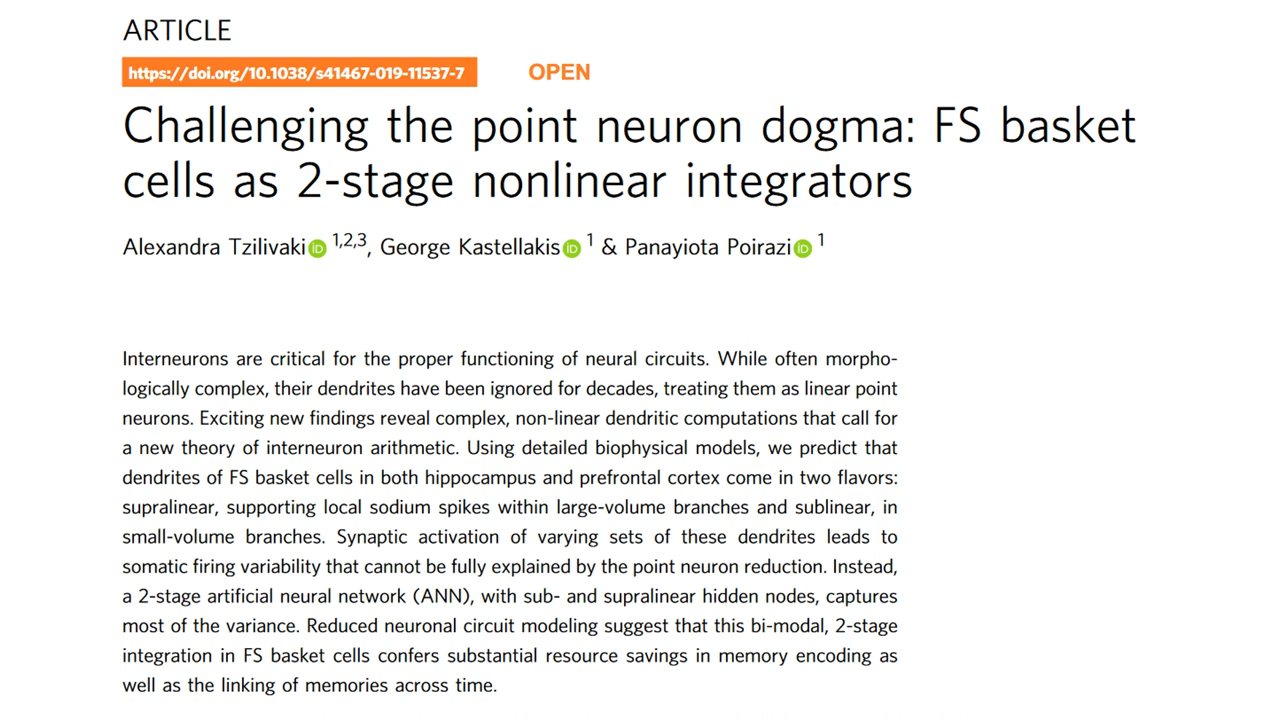 ARTICLE
https://doi.org/10.1038/s41467-019-11537-7 OPEN
Challenging the point neuron dogma: FS basket
cells as 2-stage nonlinear integrators
Alexandra Tzilivaki iD 1,2,3, George Kastellakis iD 1 & Panayiota Poirazi iD 1
Interneurons are critical for the proper functioning of neural circuits. While often morpho-
logically complex, their dendrites have been ignored for decades, treating them as linear point
neurons. Exciting new findings reveal complex, non-linear dendritic computations that call for
a new theory of interneuron arithmetic. Using detailed biophysical models, we predict that
dendrites of FS basket cells in both hippocampus and prefrontal cortex come in two flavors:
supralinear, supporting local sodium spikes within large-volume branches and sublinear, in
small-volume branches. Synaptic activation of varying sets of these dendrites leads to
somatic firing variability that cannot be fully explained by the point neuron reduction. Instead,
a 2-stage artificial neural network (ANN), with sub- and supralinear hidden nodes, captures
most of the variance. Reduced neuronal circuit modeling suggest that this bi-modal, 2-stage
integration in FS basket cells confers substantial resource savings in memory encoding as
well as the linking of memories across time.